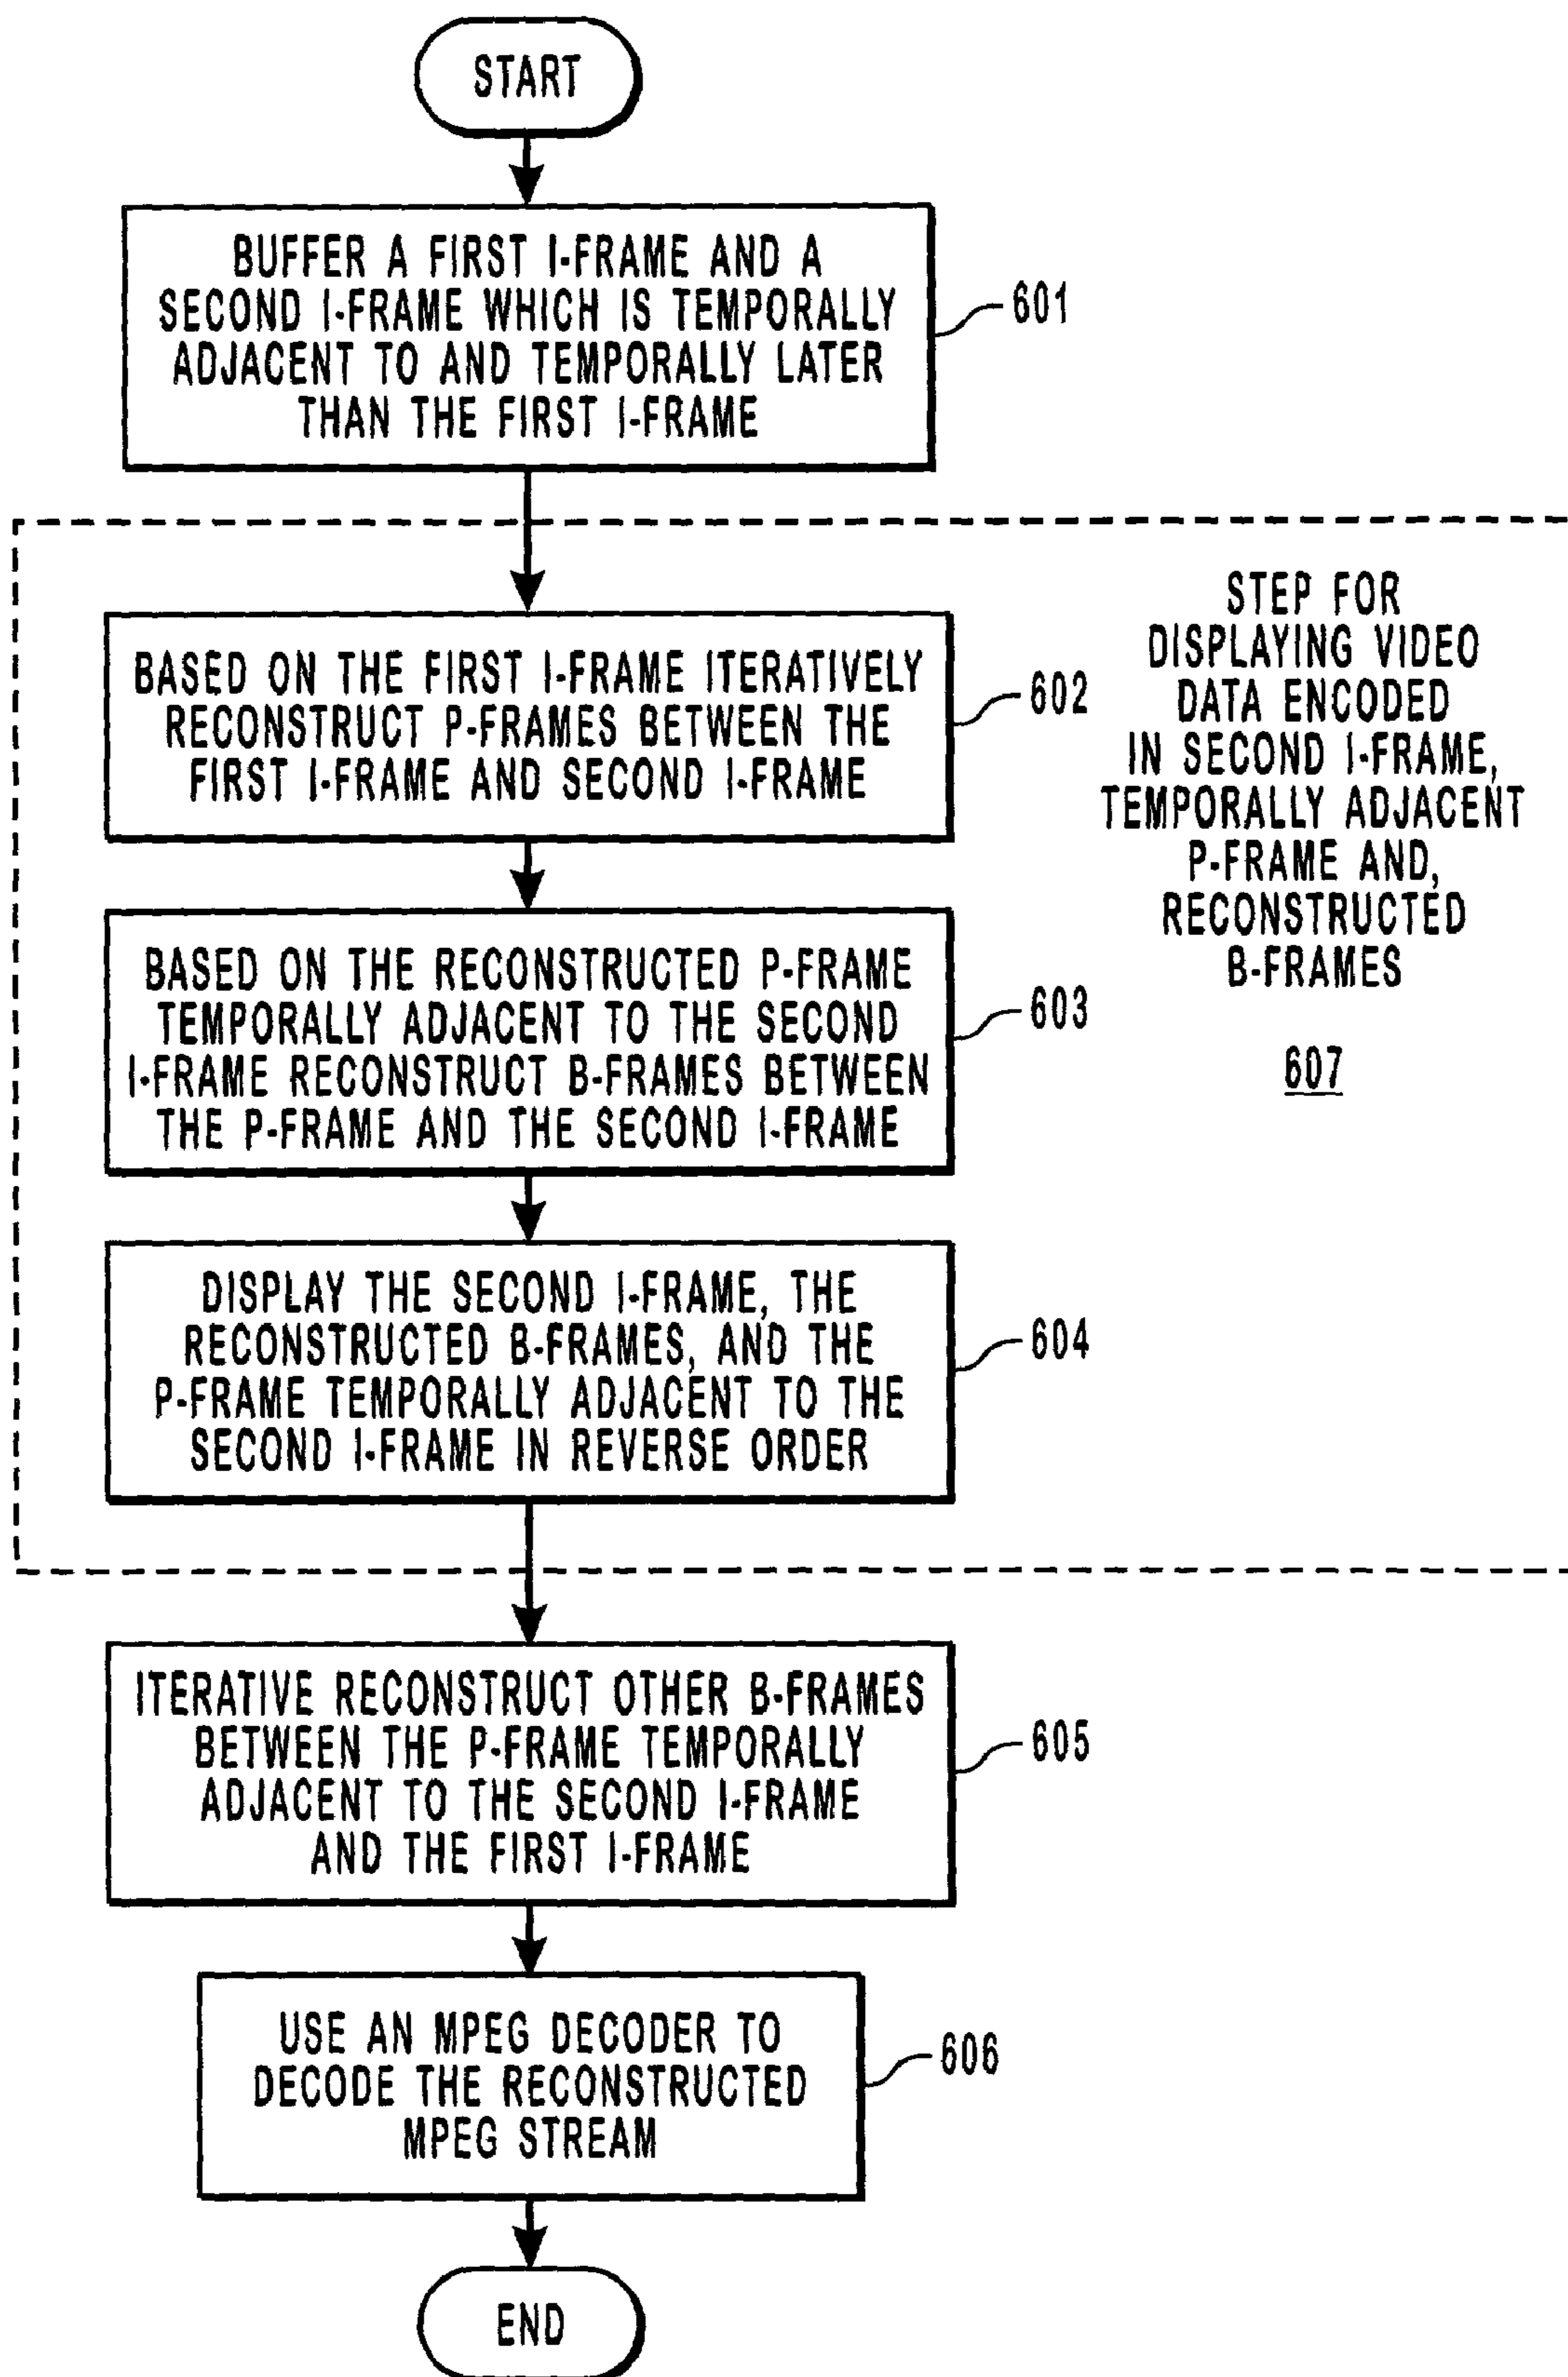 START
BUFFER A FIRST I-FRAME AND A
SECOND I-FRAME WHICH IS TEMPORALLY
ADJACENT TO AND TEMPORALLY LATER
THAN THE FIRST I-FRAME
601
BASED ON THE FIRST I-FRAME ITERATIVELY
RECONSTRUCT P-FRAMES BETWEEN THE
FIRST I-FRAME AND SECOND I-FRAME
602
STEP FOR
DISPLAYING VIDEO
DATA ENCODED
IN SECOND I-FRAME,
TEMPORALLY ADJACENT
P-FRAME AND,
RECONSTRUCTED
B-FRAMES
607
BASED ON THE RECONSTRUCTED P-FRAME
TEMPORALLY ADJACENT TO THE SECOND
I-FRAME RECONSTRUCT B-FRAMES BETWEEN
THE P-FRAME AND THE SECOND I-FRAME
603
DISPLAY THE SECOND I-FRAME, THE
RECONSTRUCTED B-FRAMES, AND THE
P-FRAME TEMPORALLY ADJACENT TO THE
SECOND I-FRAME IN REVERSE ORDER
604
ITERATIVE RECONSTRUCT OTHER B-FRAMES
BETWEEN THE P-FRAME TEMPORALLY
ADJACENT TO THE SECOND I-FRAME
AND THE FIRST I-FRAME
605
USE AN MPEG DECODER TO
DECODE THE RECONSTRUCTED
MPEG STREAM
606
END